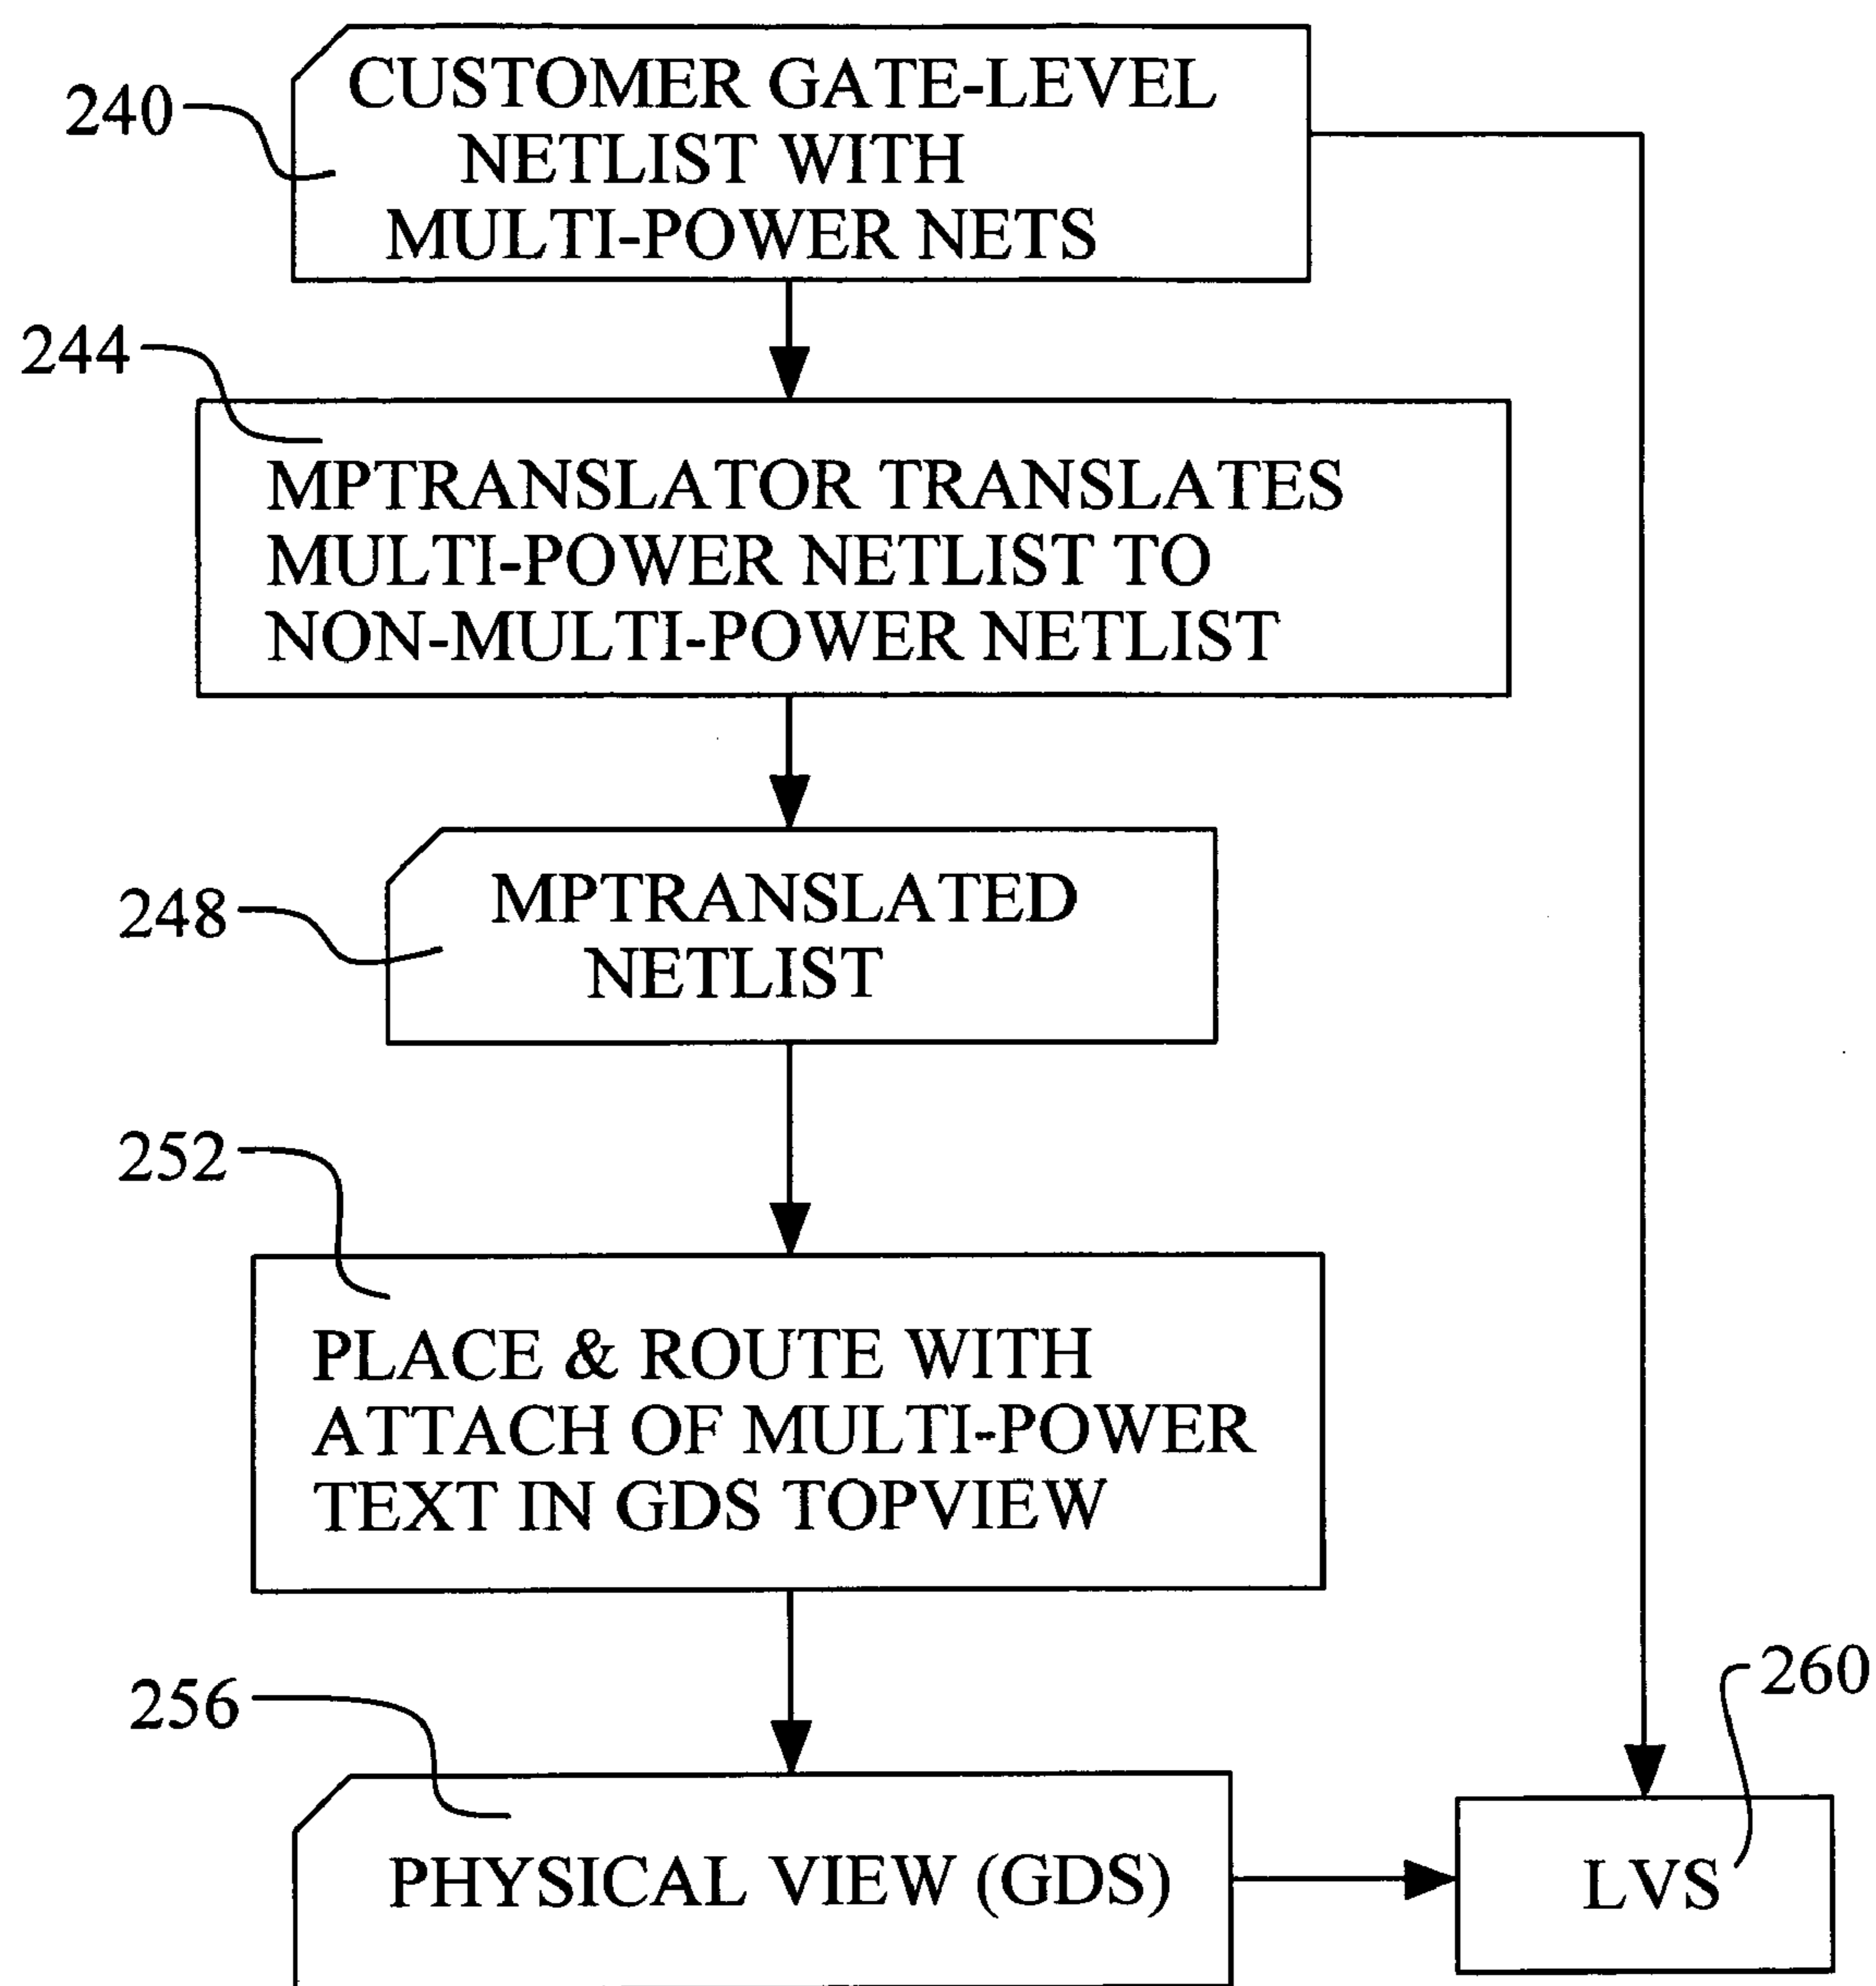 240
CUSTOMER GATE-LEVEL
NETLIST WITH
MULTI-POWER NETS
244
MPTRANSLATOR TRANSLATES
MULTI-POWER NETLIST TO
NON-MULTI-POWER NETLIST
248
MPTRANSLATED
NETLIST
252
PLACE & ROUTE WITH
ATTACH OF MULTI-POWER
TEXT IN GDS TOPVIEW
256
PHYSICAL VIEW (GDS)
260
LVS